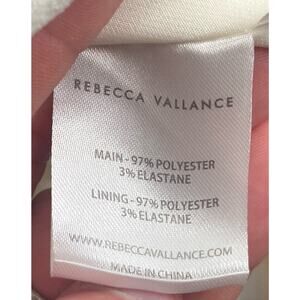 REBECCA VALLANCE
MAIN - 97% POLYESTER
3% ELASTANE
LINING - 97% POLYESTER
3% ELASTANE
WWW.REBECCAVALLANCE.COM
MADE IN CHINA